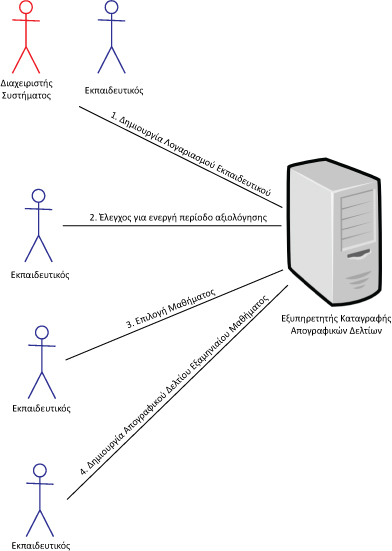 Διαχειριστής
Συστήματος
Εκπαιδευτικός
1. Δημιουργία Λογαριασμού Εκπαιδευτικού
2. Έλεγχος για ενεργή περίοδο αξιολόγησης
Εκπαιδευτικός
3. Επιλογή Μαθήματος
Εξυπηρετητής Καταγραφής
Απογραφικών Δελτίων
Εκπαιδευτικός
4. Δημιουργία Απογραφικού Δελτίου Εξαμηνιαίου Μαθήματος
Εκπαιδευτικός